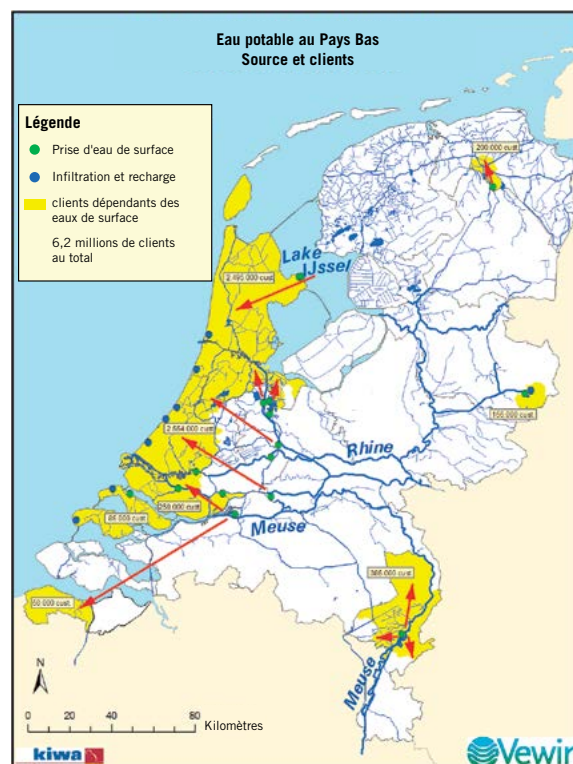 Eau potable au Pays Bas
Source et clients
Légende
Prise d'eau de surface
Infiltration et recharge
clients dépendants des
eaux de surface
6,2 millions de clients
au total
200 000 cust
Lake
IJssel
2 495 000 cust
155 000 cust
2 554 000 cust
Rhine
250 000 cust
85 000 cust
Meuse
385 000 cust
60 000 cust
Meuse
N
0 20 40 80
Kilomètres
kiwa
Vewin